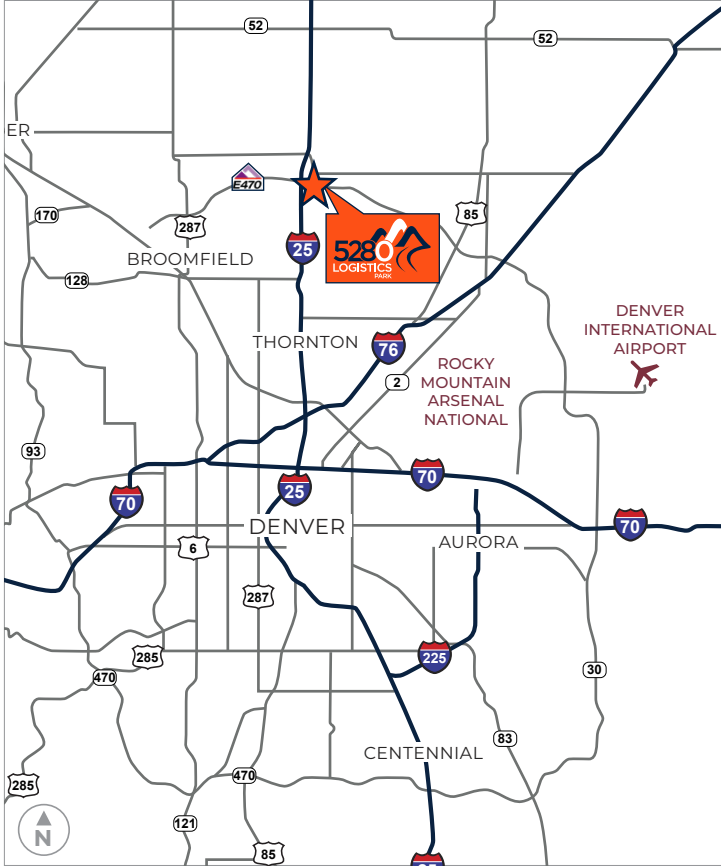 52
52
ER
E470
170
287
85
25
5280
LOGISTICS
PARK
BROOMFIELD
128
DENVER
INTERNATIONAL
AIRPORT
THORNTON
76
ROCKY
MOUNTAIN
ARSENAL
NATIONAL
2
93
70
25
70
70
DENVER
6
AURORA
287
285
225
470
30
83
CENTENNIAL
285
470
121
85
N